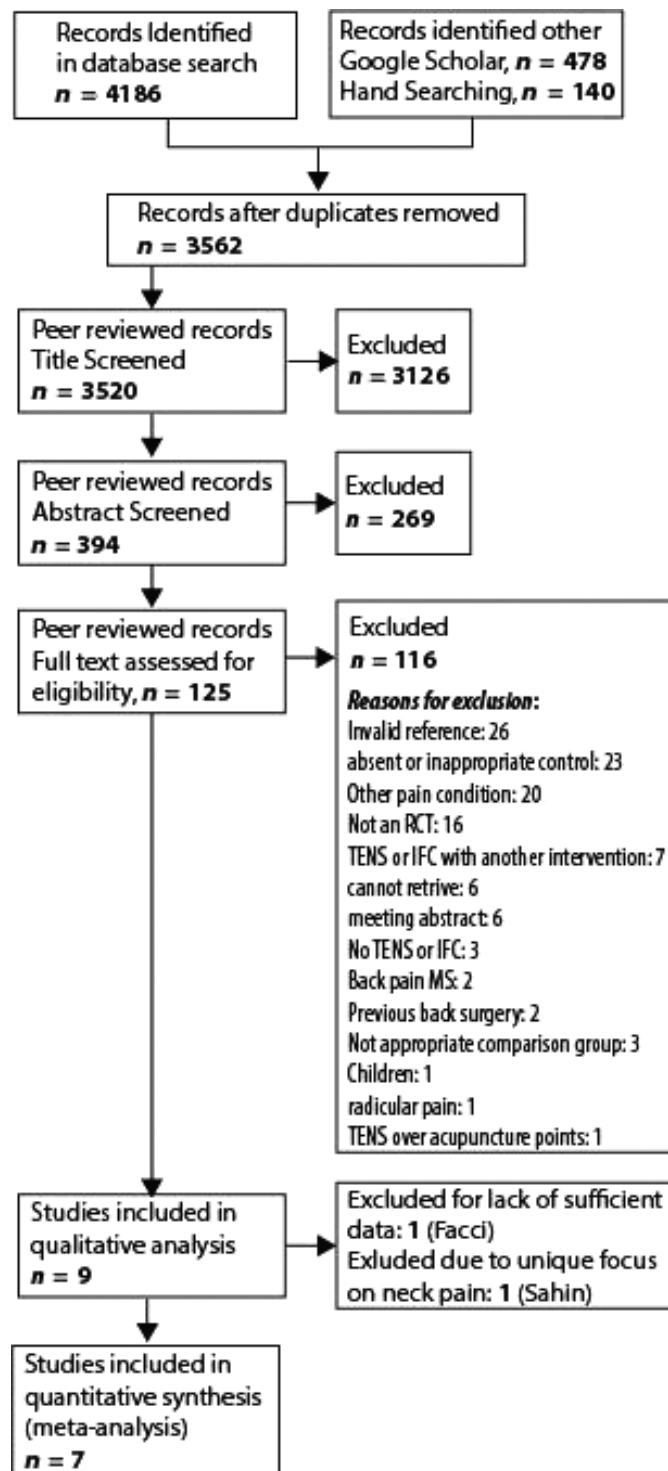 Records Identified
in database search
n = 4186
Records identified other
Google Scholar, n = 478
Hand Searching, n = 140
Records after duplicates removed
n = 3562
Peer reviewed records
Title Screened
n = 3520
Excluded
n = 3126
Peer reviewed records
Abstract Screened
n = 394
Excluded
n = 269
Peer reviewed records
Full text assessed for
eligibility, n = 125
Excluded
n = 116
Reasons for exclusion:
Invalid reference: 26
absent or inappropriate control: 23
Other pain condition: 20
Not an RCT: 16
TENS or IFC with another intervention: 7
cannot retrive: 6
meeting abstract: 6
No TENS or IFC: 3
Back pain MS: 2
Previous back surgery: 2
Not appropriate comparison group: 3
Children: 1
radicular pain: 1
TENS over acupuncture points: 1
Studies included in
qualitative analysis
n = 9
Excluded for lack of sufficient
data: 1 (Facci)
Exluded due to unique focus
on neck pain: 1 (Sahin)
Studies included in
quantitative synthesis
(meta-analysis)
n = 7